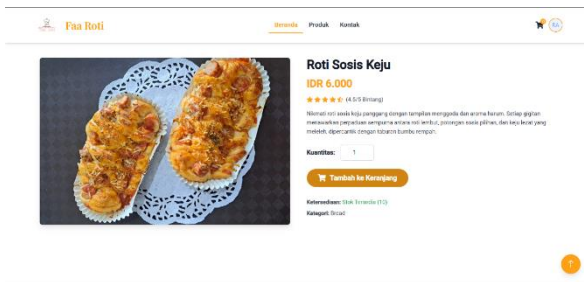 Faa Roti
Beranda Produk Kontak
Roti Sosis Keju
IDR 6.000
(4.5/5 Bintang)
Nikmati roti sosis keju panggang dengan tampilan menggoda dan aroma harum. Setiap gigitan
menawarkan perpaduan sempurna antara roti lembut, potongan sosis pilihan, dan keju lezat yang
meleleh, dipercantik dengan taburan bumbu rempah.
Kuantitas: 1
Tambah ke Keranjang
Ketersediaan: Stok Tersedia (10)
Kategori: Bread